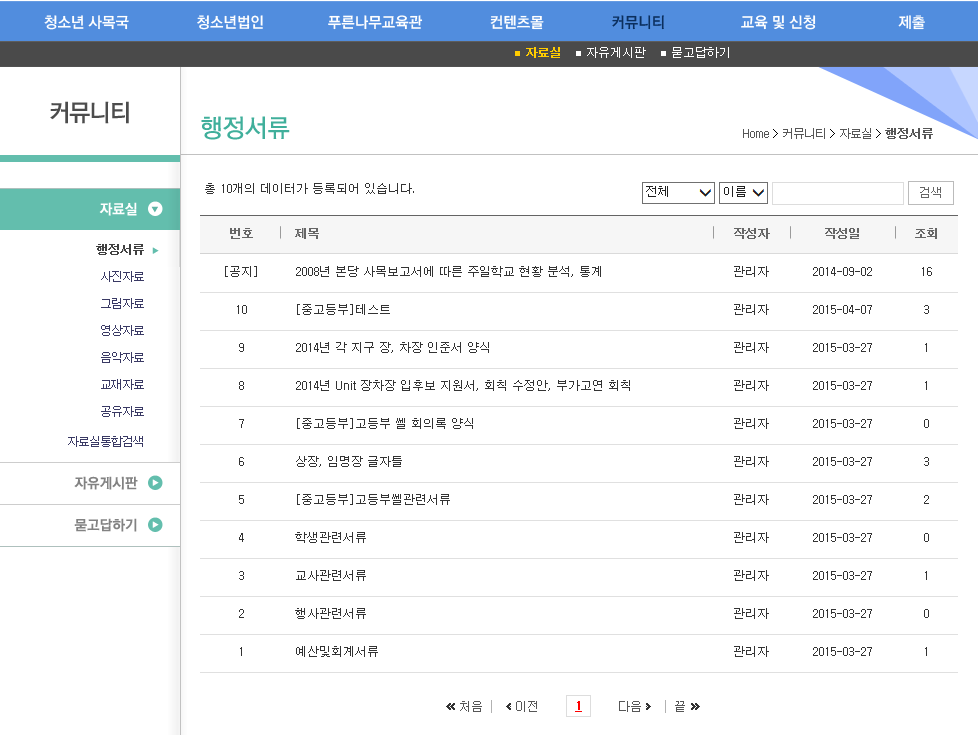 청소년 사목국 청소년법인 푸른나무교육관 컨텐츠몰 커뮤니티 교육 및 신청 제출
자료실 자유게시판 묻고답하기
커뮤니티
행정서류
Home > 커뮤니티 > 자료실 > 행정서류
자료실
행정서류
사진자료
그림자료
영상자료
음악자료
교재자료
공유자료
자료실통합검색
자유게시판
묻고답하기
총 10개의 데이터가 등록되어 있습니다.
전체 이름 검색
번호 제목 작성자 작성일 조회
[공지] 2008년 본당 사목보고서에 따른 주일학교 현황 분석, 통계 관리자 2014-09-02 16
10 [중고등부]테스트 관리자 2015-04-07 3
9 2014년 각 지구 장, 차장 인준서 양식 관리자 2015-03-27 1
8 2014년 Unit 장차장 입후보 지원서, 회칙 수정안, 부가고연 회칙 관리자 2015-03-27 1
7 [중고등부]고등부 쎌 회의록 양식 관리자 2015-03-27 0
6 상장, 임명장 글자틀 관리자 2015-03-27 3
5 [중고등부]고등부쎌관련서류 관리자 2015-03-27 2
4 학생관련서류 관리자 2015-03-27 0
3 교사관련서류 관리자 2015-03-27 1
2 행사관련서류 관리자 2015-03-27 0
1 예산및회계서류 관리자 2015-03-27 1
처음 이전 1 다음 끝